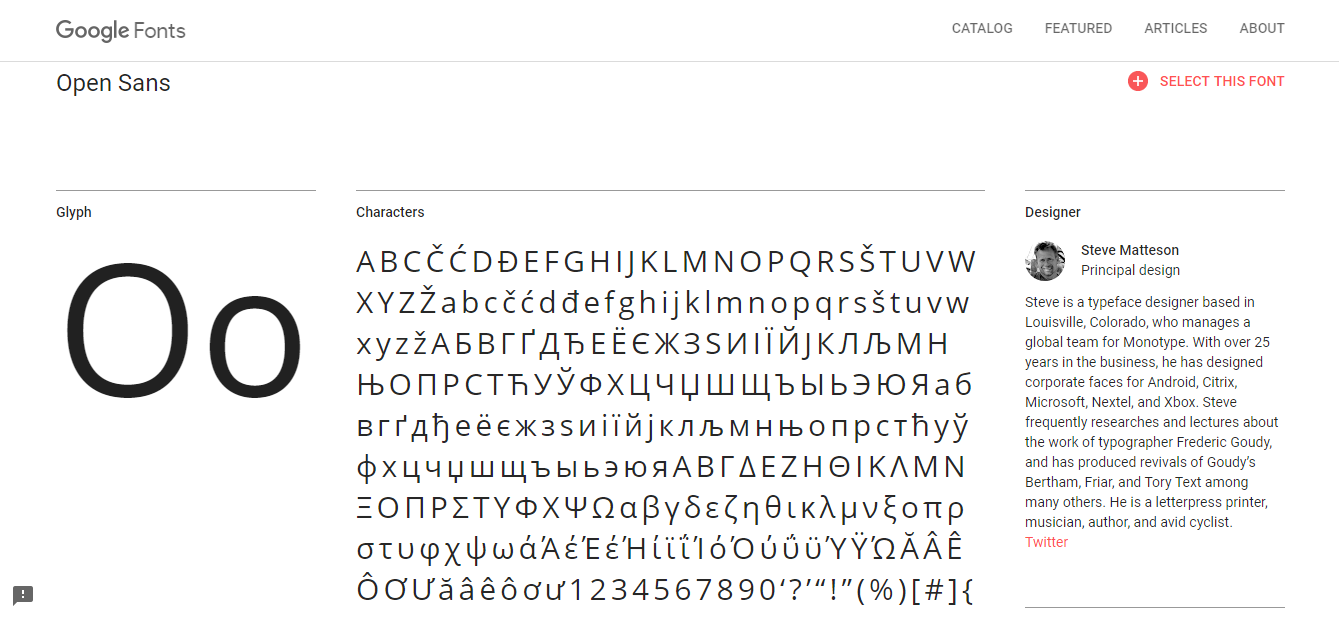 Google Fonts
CATALOG FEATURED ARTICLES ABOUT
Open Sans
SELECT THIS FONT
Glyph
Oo
Characters
ABCČĆDĐEFGHIJKLMNOPQRSŠTUVW
XYZŽabcčćdđefghijklmnopqrsštuvw
xyzžАБВГЃДЂЕЁЄЖЗЅИІЇЙЈКЛЉМН
ЊОПРСТЋУЎФХЦЧЏШЩЪЫЬЭЮЯаб
вгґдђеёєжзѕиіїйјклљмнњопрстћуў
фхцчџшщъыьэюяΑΒΓΔΕΖΗΘΙΚΛΜΝ
ΞΟΠΡΣΤΥΦΧΨΩαβγδεζηθικλμνξοπρ
στυφχψωάΆέΈέΉίϊΐΊόΌύΰϋΎΫΏĂÂÊ
ÔƠƯăâêôơư1234567890‘?’“!”(%)[#]{
Designer
Steve Matteson
Principal design
Steve is a typeface designer based in
Louisville, Colorado, who manages a
global team for Monotype. With over 25
years in the business, he has designed
corporate faces for Android, Citrix,
Microsoft, Nextel, and Xbox. Steve
frequently researches and lectures about
the work of typographer Frederic Goudy,
and has produced revivals of Goudy’s
Bertham, Friar, and Tory Text among
many others. He is a letterpress printer,
musician, author, and avid cyclist.
Twitter